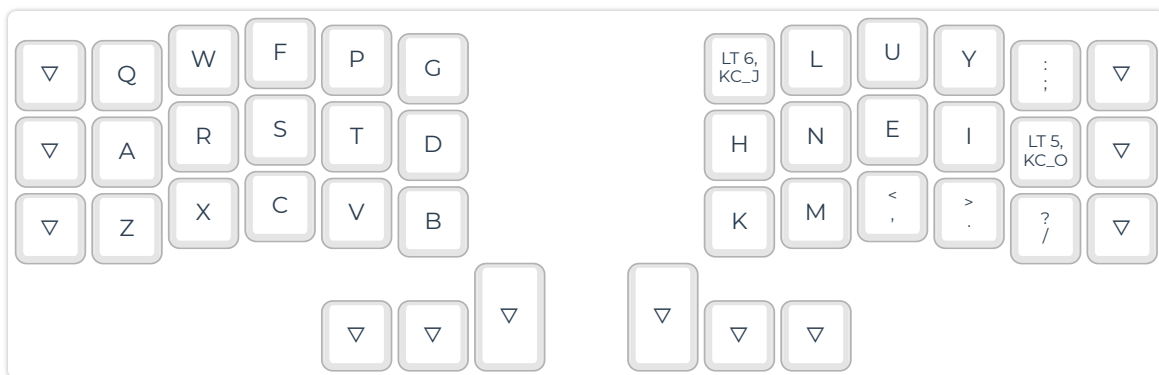 ▽ Q W F P G LT 6, L U Y : ▽
KC_J ;
▽ A R S T D H N E I LT 5, ▽
KC_O
▽ Z X C V B K M < > ? ▽
, . /
▽ ▽ ▽ ▽ ▽ ▽